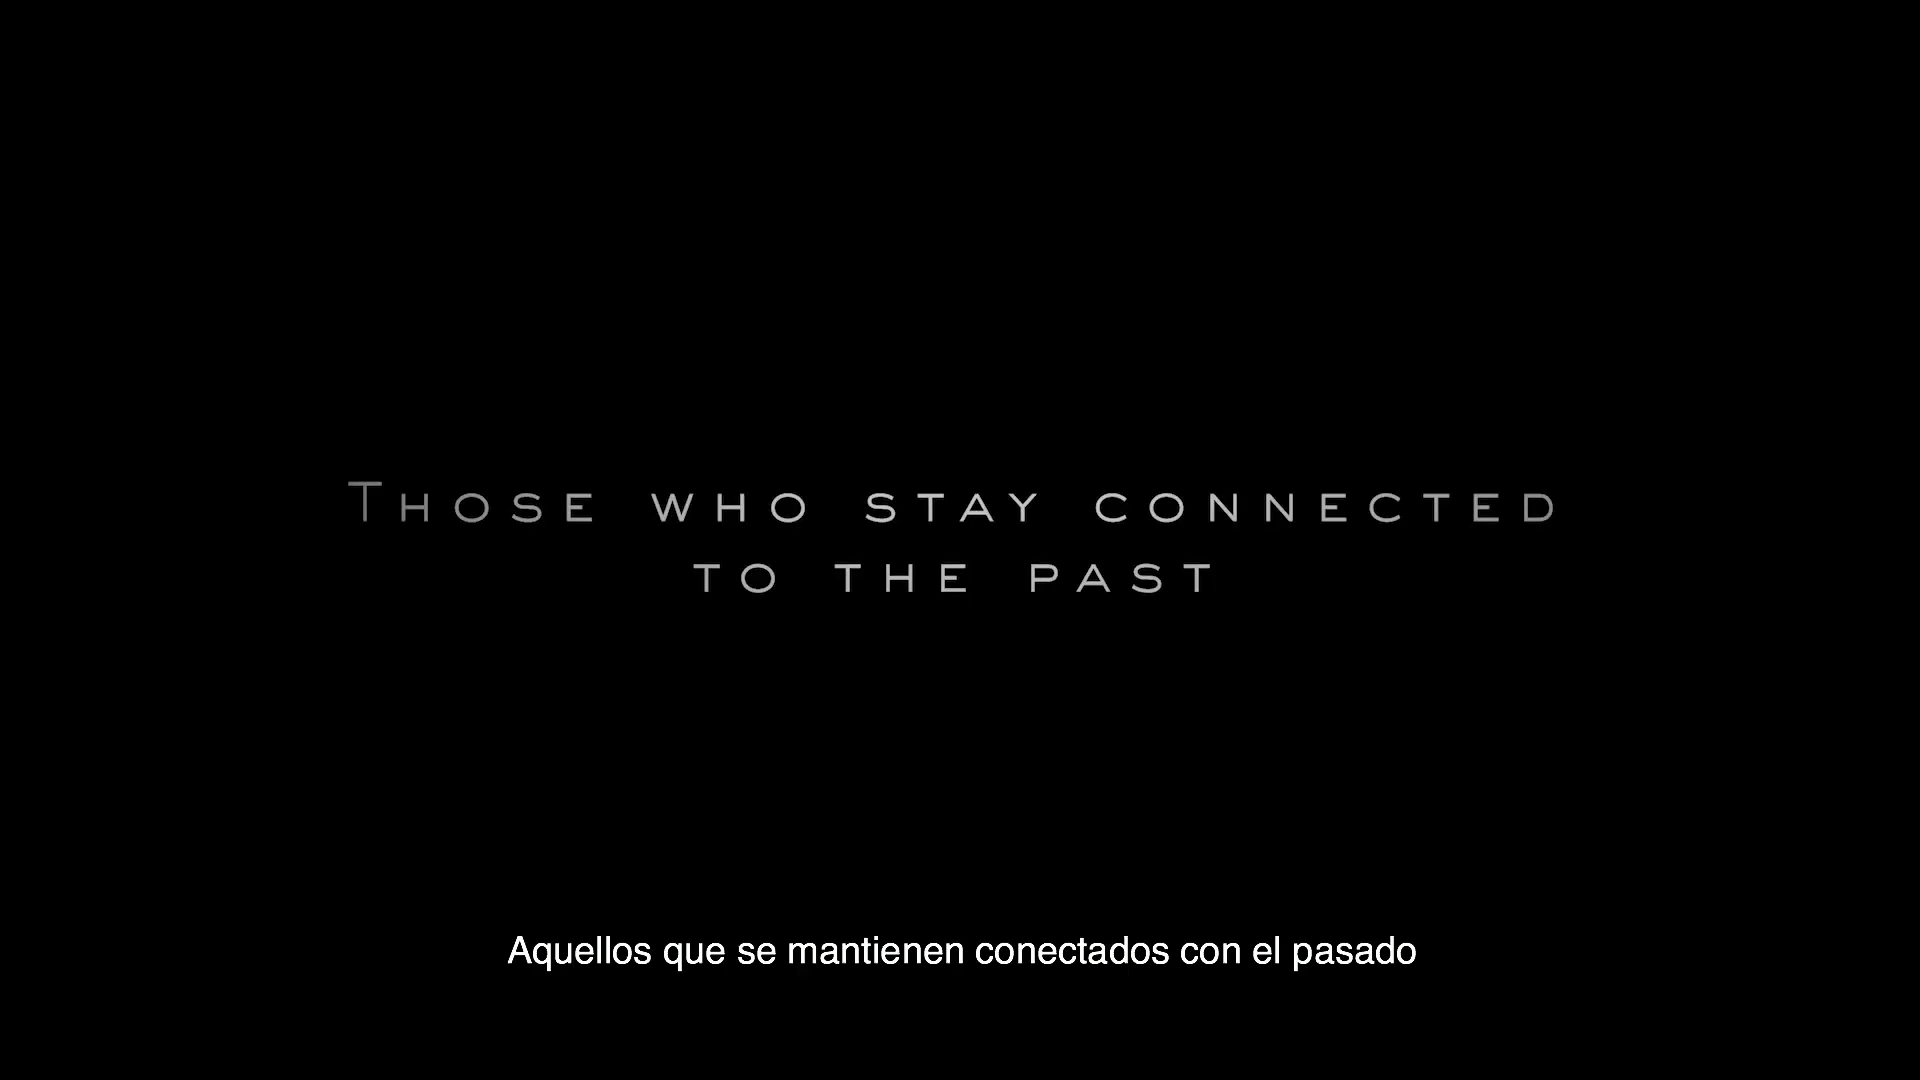 Those who stay connected
to the past
Aquellos que se mantienen conectados con el pasado